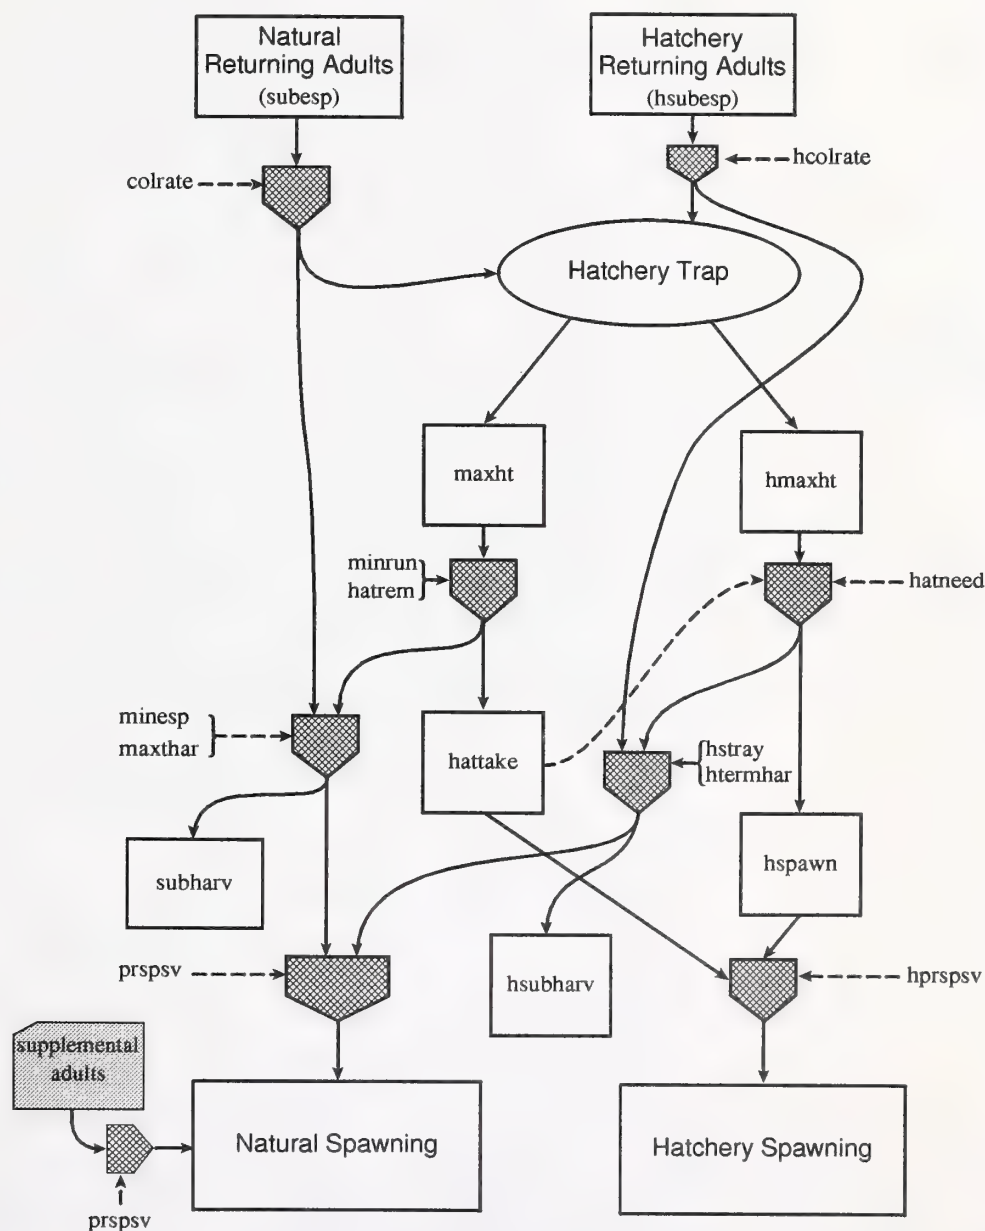 Natural
Returning Adults
(subesp)
Hatchery
Returning Adults
(hsubesp)
hcolrate
colrate
Hatchery Trap
maxht
hmaxht
minrun
hatrem
hatneed
minesp
maxthar
hattake
hstray
htermhar
subharv
hspawn
prspsv
hsubharv
hprspsv
supplemental
adults
Natural Spawning
Hatchery Spawning
prspsv